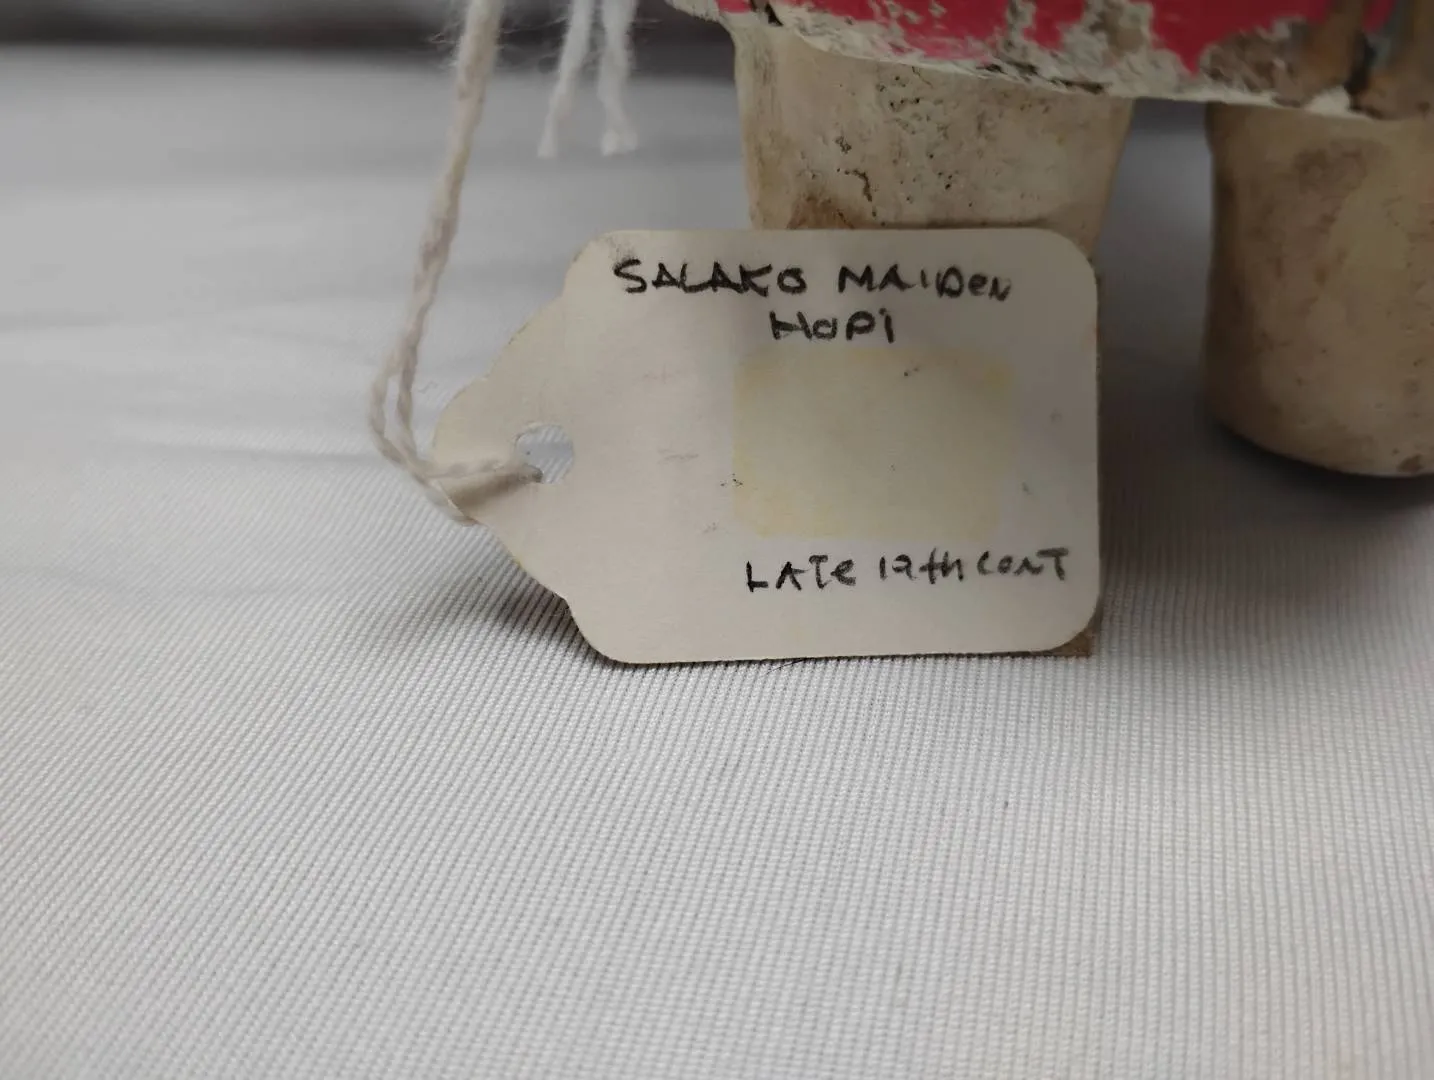 SALAKO MAIDEN
HOPI
LATE 19th CENT